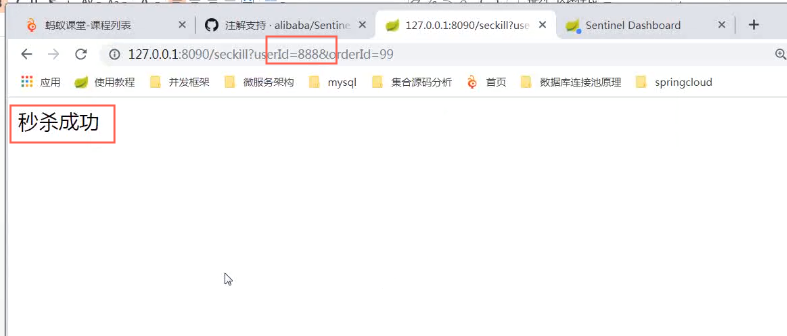 蚂蚁课堂-课程列表
注解支持 · alibaba/Sentine
127.0.0.1:8090/seckill?use
Sentinel Dashboard
127.0.0.1:8090/seckill?userId=888&orderId=99
应用 使用教程 开发框架 微服务架构 mysql 集合源码分析 首页 数据库连接池原理 springcloud
秒杀成功